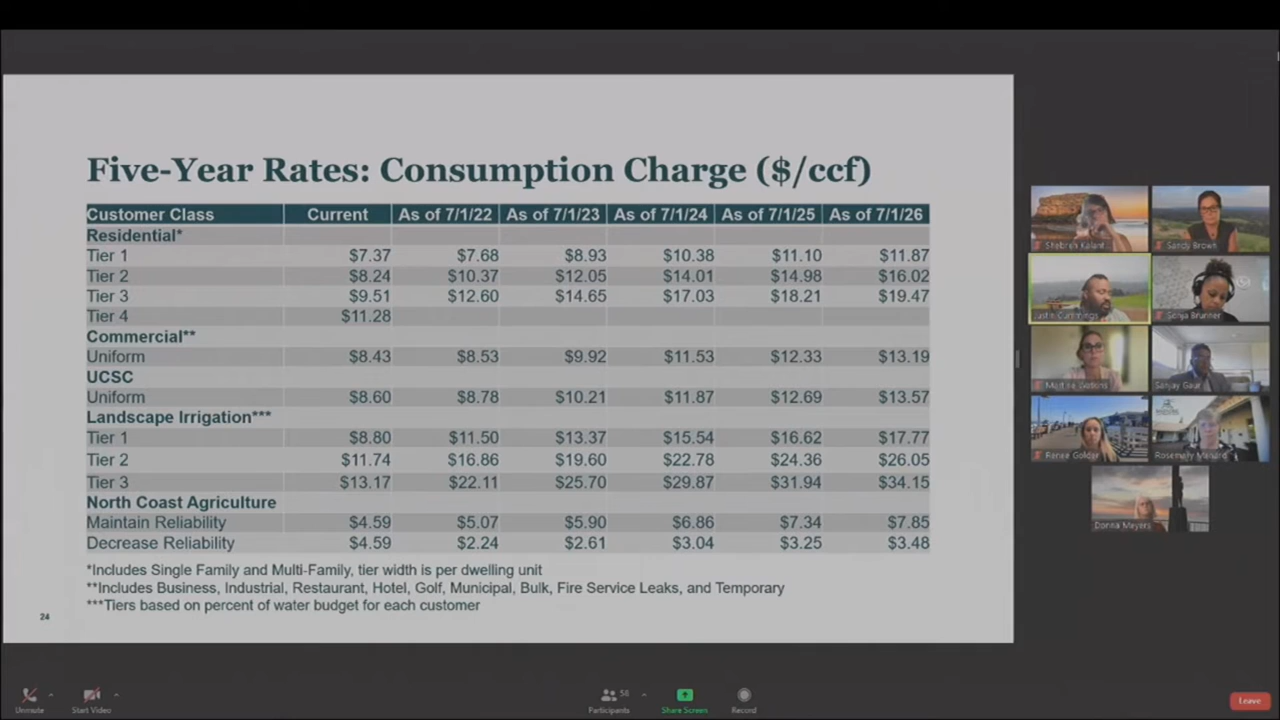 Five-Year Rates: Consumption Charge ($/ccf)
Customer Class Current As of 7/1/22 As of 7/1/23 As of 7/1/24 As of 7/1/25 As of 7/1/26
Residential*
Tier 1 $7.37 $7.68 $8.93 $10.38 $11.10 $11.87
Tier 2 $8.24 $10.37 $12.05 $14.01 $14.98 $16.02
Tier 3 $9.51 $12.60 $14.65 $17.03 $18.21 $19.47
Tier 4 $11.28
Commercial**
Uniform $8.43 $8.53 $9.92 $11.53 $12.33 $13.19
UCSC
Uniform $8.60 $8.78 $10.21 $11.87 $12.69 $13.57
Landscape Irrigation***
Tier 1 $8.80 $11.50 $13.37 $15.54 $16.62 $17.77
Tier 2 $11.74 $16.86 $19.60 $22.78 $24.36 $26.05
Tier 3 $13.17 $22.11 $25.70 $29.87 $31.94 $34.15
North Coast Agriculture
Maintain Reliability $4.59 $5.07 $5.90 $6.86 $7.34 $7.85
Decrease Reliability $4.59 $2.24 $2.61 $3.04 $3.25 $3.48
*Includes Single Family and Multi-Family, tier width is per dwelling unit
**Includes Business, Industrial, Restaurant, Hotel, Golf, Municipal, Bulk, Fire Service Leaks, and Temporary
***Tiers based on percent of water budget for each customer
24
Sandy Brown
Justin Cummings Sonja Brunner
Martine Watkins Sanjay Gaur
Renee Golder Rosemary Menard
Donna Meyers
58
Unmute Start Video Participants Share Screen Record Leave